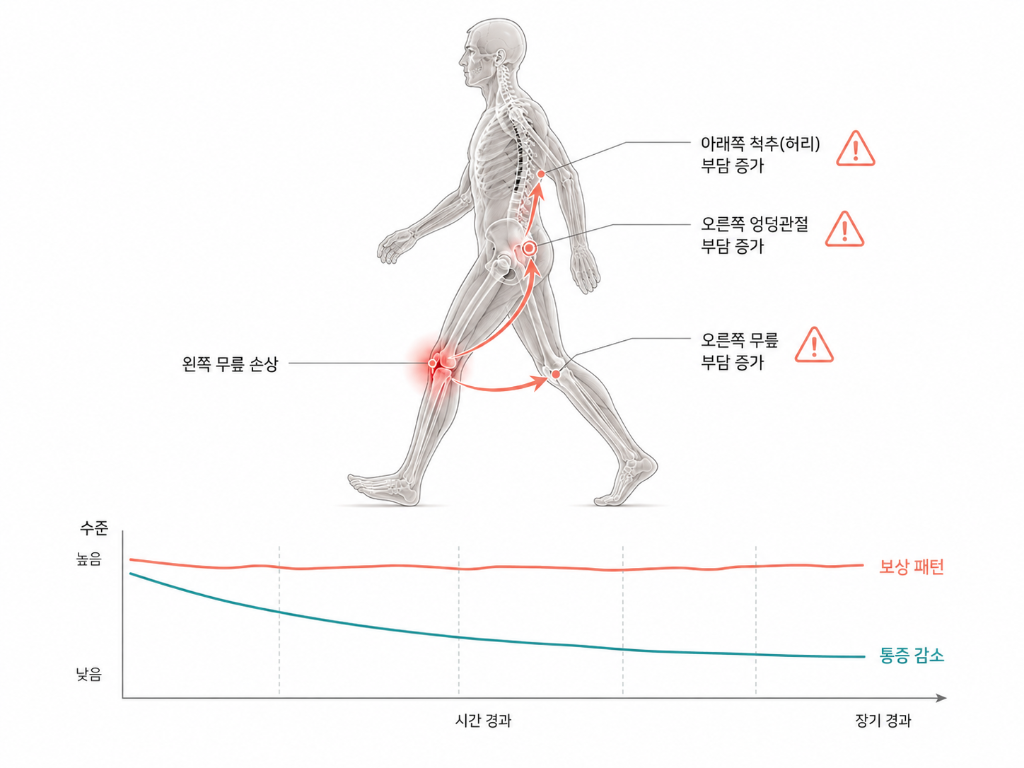 아래쪽 척추(허리)
부담 증가
오른쪽 엉덩관절
부담 증가
오른쪽 무릎
부담 증가
왼쪽 무릎 손상
수준
높음
보상 패턴
통증 감소
낮음
시간 경과
장기 경과